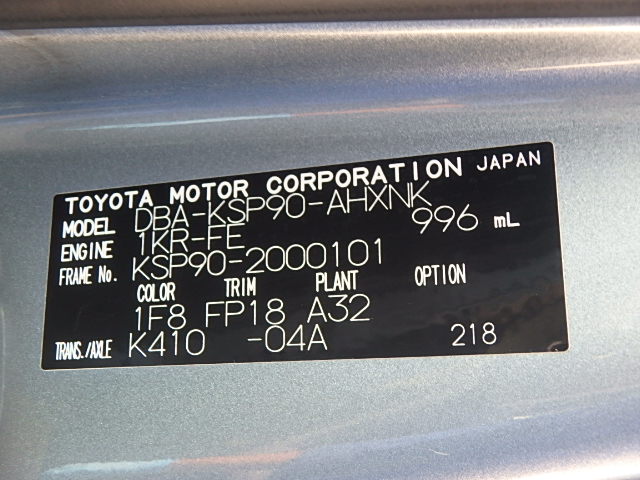 TOYOTA MOTOR CORPORATION JAPAN
MODEL DBA-KSP90-AHXNK
ENGINE 1KR-FE 996 mL
FRAME No. KSP90-2000101
COLOR TRIM PLANT OPTION
1F8 FP18 A32
TRANS./AXLE K410 -04A 218